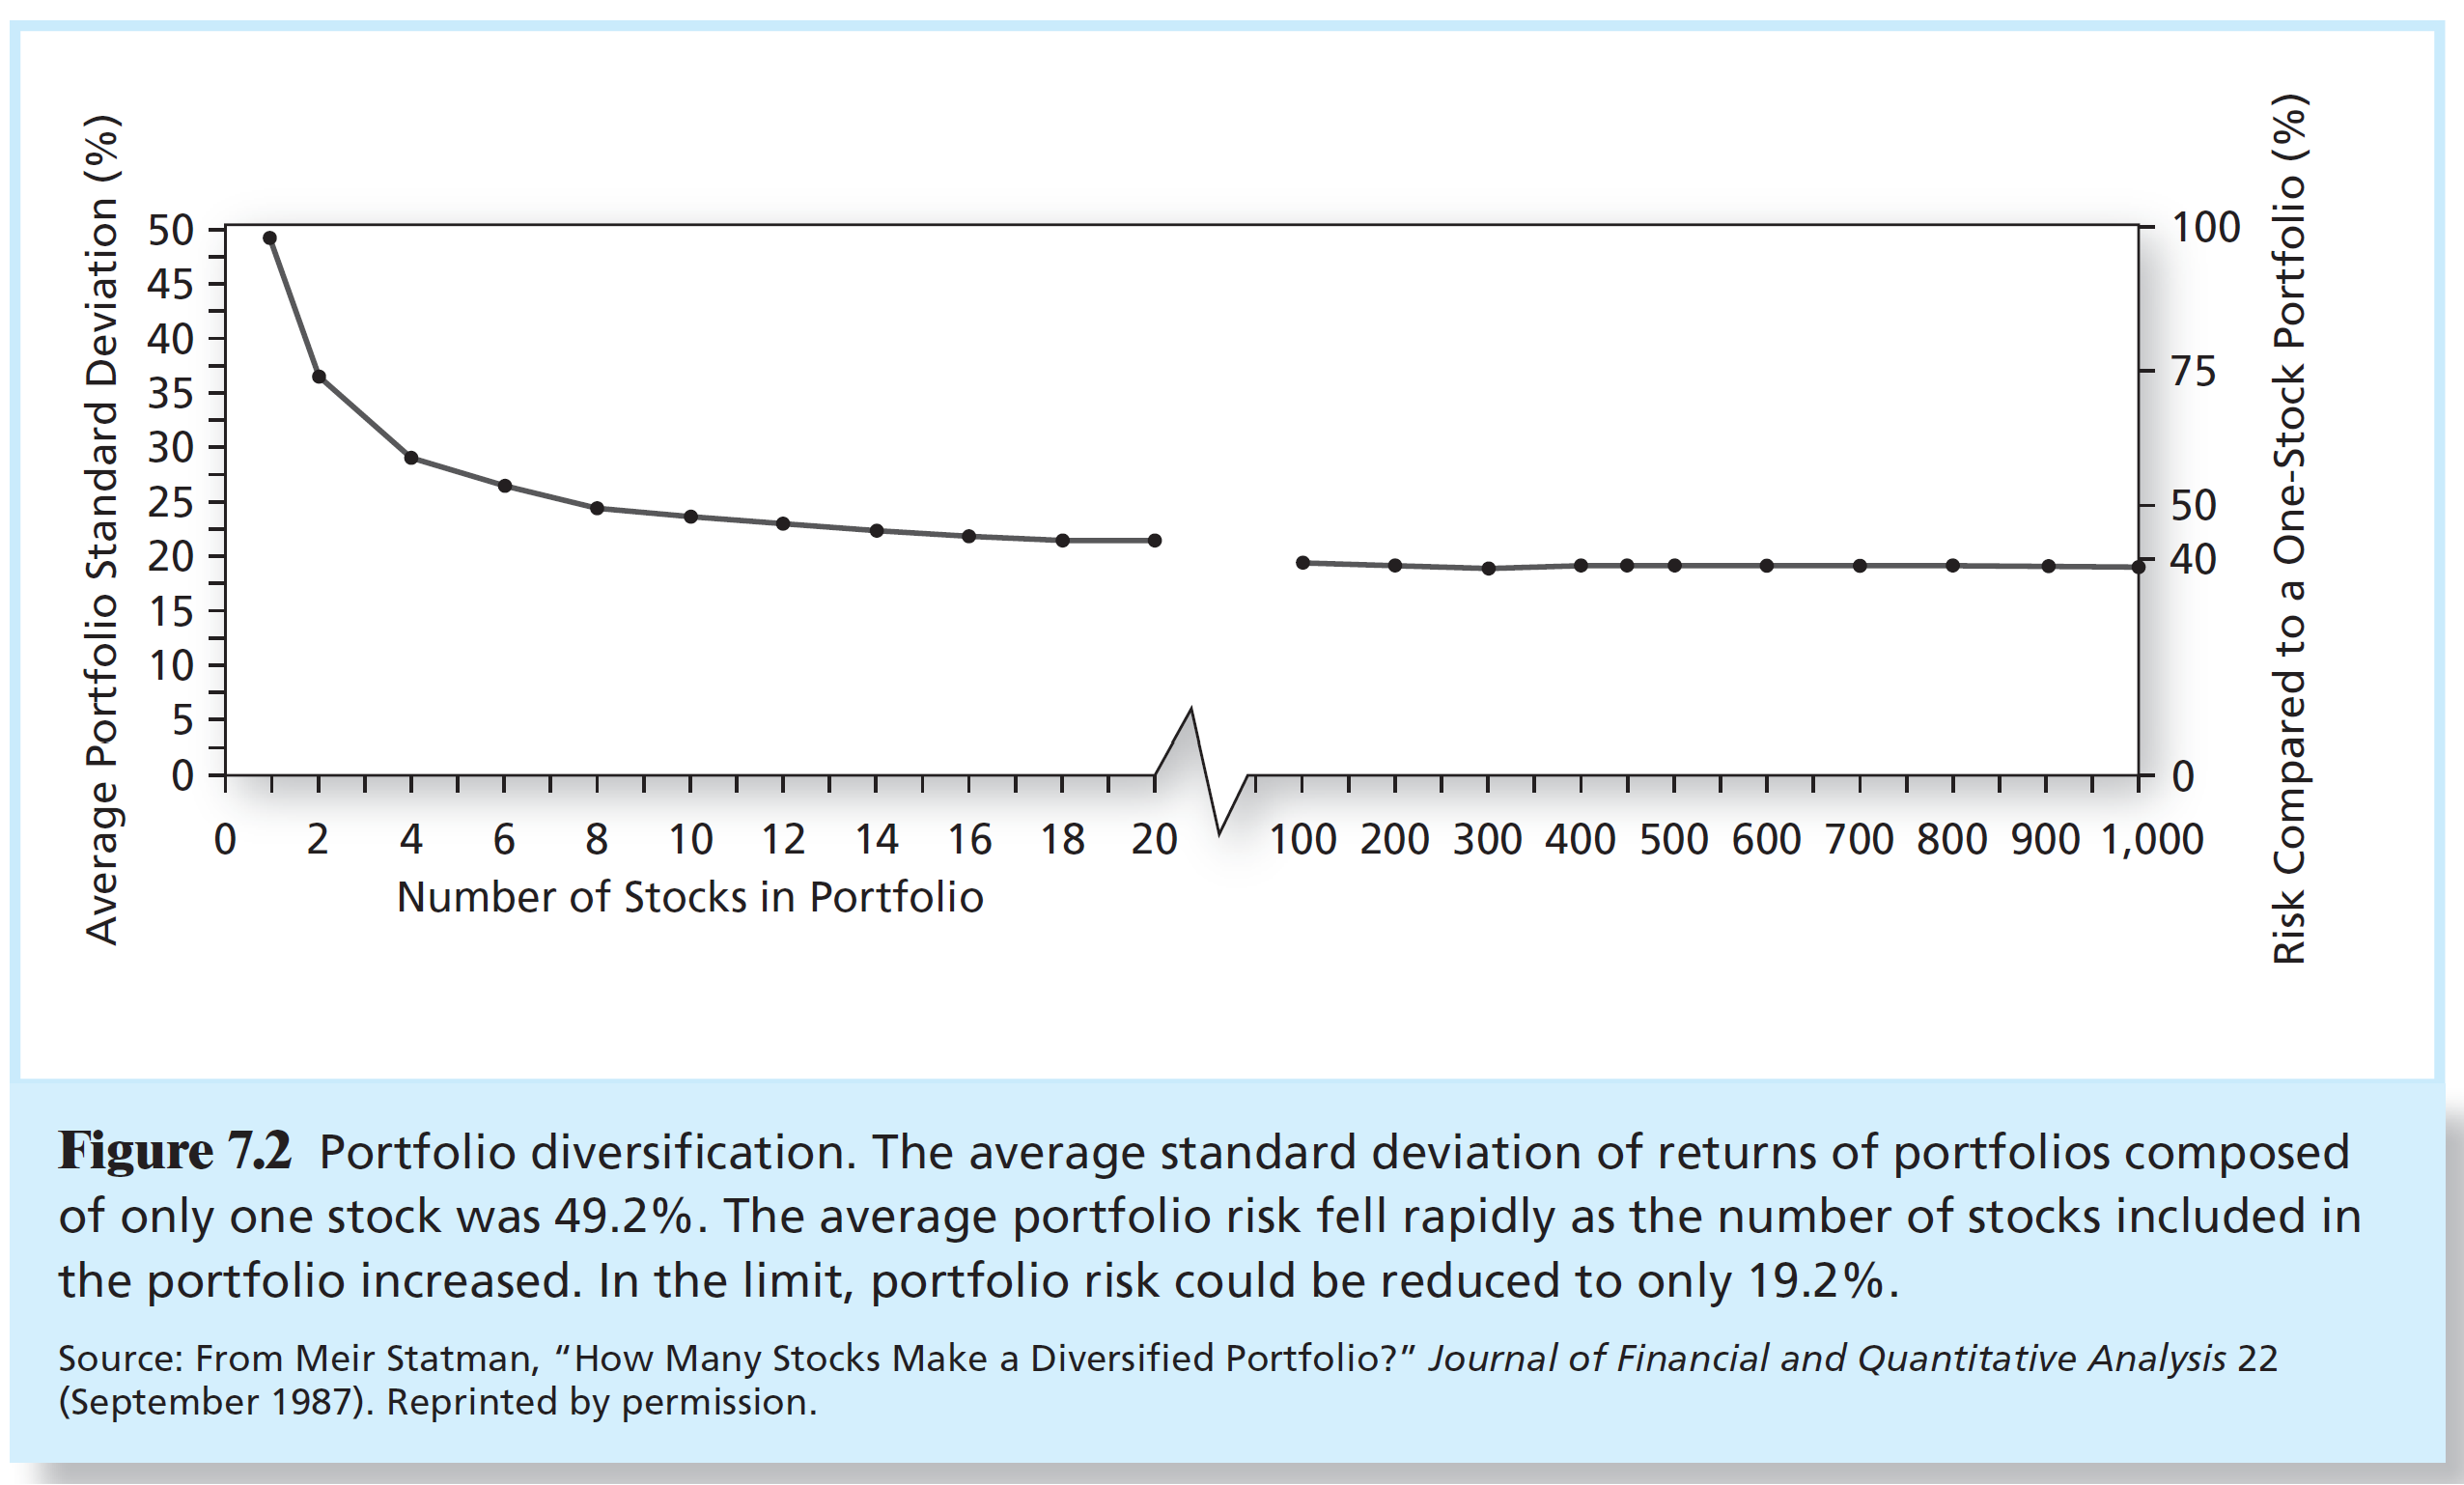 Average Portfolio Standard Deviation (%)
50
45
40
35
30
25
20
15
10
5
0
0 2 4 6 8 10 12 14 16 18 20 100 200 300 400 500 600 700 800 900 1,000
Number of Stocks in Portfolio
100
75
50
40
0
Risk Compared to a One-Stock Portfolio (%)
Figure 7.2 Portfolio diversification. The average standard deviation of returns of portfolios composed
of only one stock was 49.2%. The average portfolio risk fell rapidly as the number of stocks included in
the portfolio increased. In the limit, portfolio risk could be reduced to only 19.2%.
Source: From Meir Statman, “How Many Stocks Make a Diversified Portfolio?” Journal of Financial and Quantitative Analysis 22
(September 1987). Reprinted by permission.